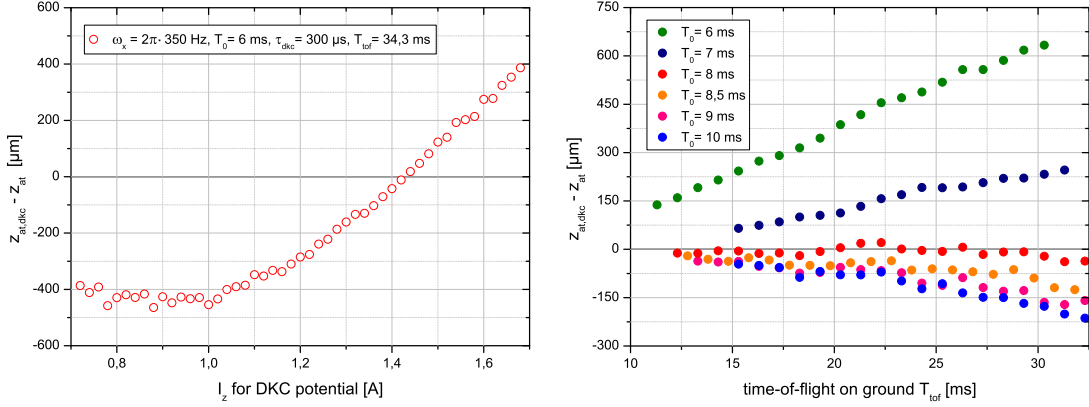 ω_x = 2π· 350 Hz, T_0= 6 ms, τ_dkc = 300 µs, T_tof = 34,3 ms
400
200
0
-200
-400
-600
0,8
1,0
1,2
1,4
1,6
z_at,dkc - z_at [µm]
I_z for DKC potential [A]
T_0= 6 ms
T_0= 7 ms
T_0= 8 ms
T_0= 8,5 ms
T_0= 9 ms
T_0= 10 ms
750
600
450
300
150
0
-150
-300
10
15
20
25
30
z_at,dkc - z_at [µm]
time-of-flight on ground T_tof [ms]